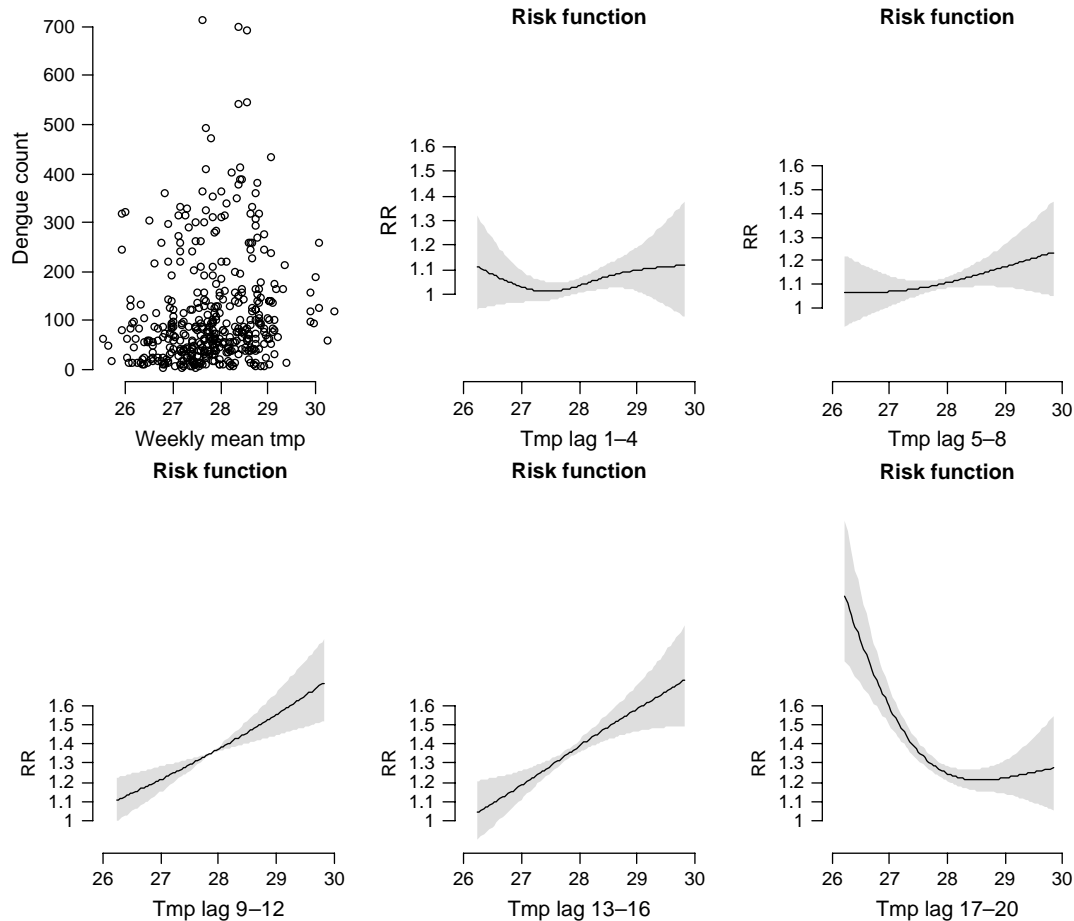 Risk function
Risk function
700
600
500
400
300
200
100
0
Dengue count
26 27 28 29 30
Weekly mean tmp
1.6
1.5
1.4
1.3
1.2
1.1
1
RR
26 27 28 29 30
Tmp lag 1–4
1.6
1.5
1.4
1.3
1.2
1.1
1
RR
26 27 28 29 30
Tmp lag 5–8
Risk function
Risk function
Risk function
1.6
1.5
1.4
1.3
1.2
1.1
1
RR
26 27 28 29 30
Tmp lag 9–12
1.6
1.5
1.4
1.3
1.2
1.1
1
RR
26 27 28 29 30
Tmp lag 13–16
1.6
1.5
1.4
1.3
1.2
1.1
1
RR
26 27 28 29 30
Tmp lag 17–20